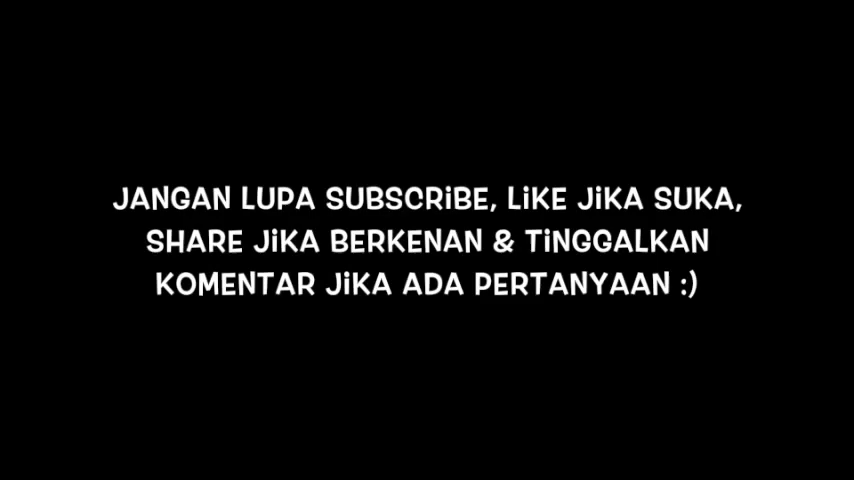 JANGAN LUPA SUBSCRiBE, LiKE JiKA SUKA,
SHARE JiKA BERKENAN & TiNGGALKAN
KOMENTAR JiKA ADA PERTANYAAN :)